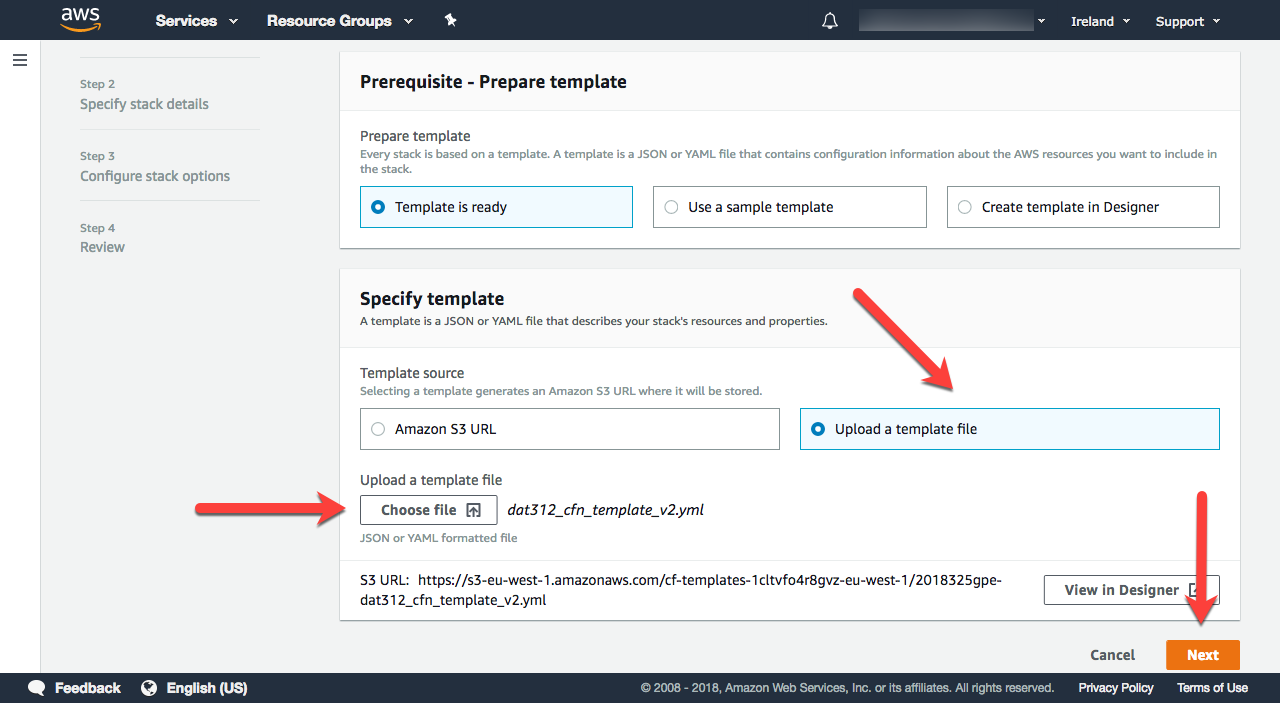 aws Services Resource Groups Ireland Support
Step 2
Specify stack details
Step 3
Configure stack options
Step 4
Review
Prerequisite - Prepare template
Prepare template
Every stack is based on a template. A template is a JSON or YAML file that contains configuration information about the AWS resources you want to include in
the stack.
Template is ready Use a sample template Create template in Designer
Specify template
A template is a JSON or YAML file that describes your stack's resources and properties.
Template source
Selecting a template generates an Amazon S3 URL where it will be stored.
Amazon S3 URL Upload a template file
Upload a template file
Choose file dat312_cfn_template_v2.yml
JSON or YAML formatted file
S3 URL: https://s3-eu-west-1.amazonaws.com/cf-templates-1cltvfo4r8gvz-eu-west-1/2018325gpe-
dat312_cfn_template_v2.yml
View in Designer
Cancel Next
Feedback English (US) © 2008 - 2018, Amazon Web Services, Inc. or its affiliates. All rights reserved. Privacy Policy Terms of Use